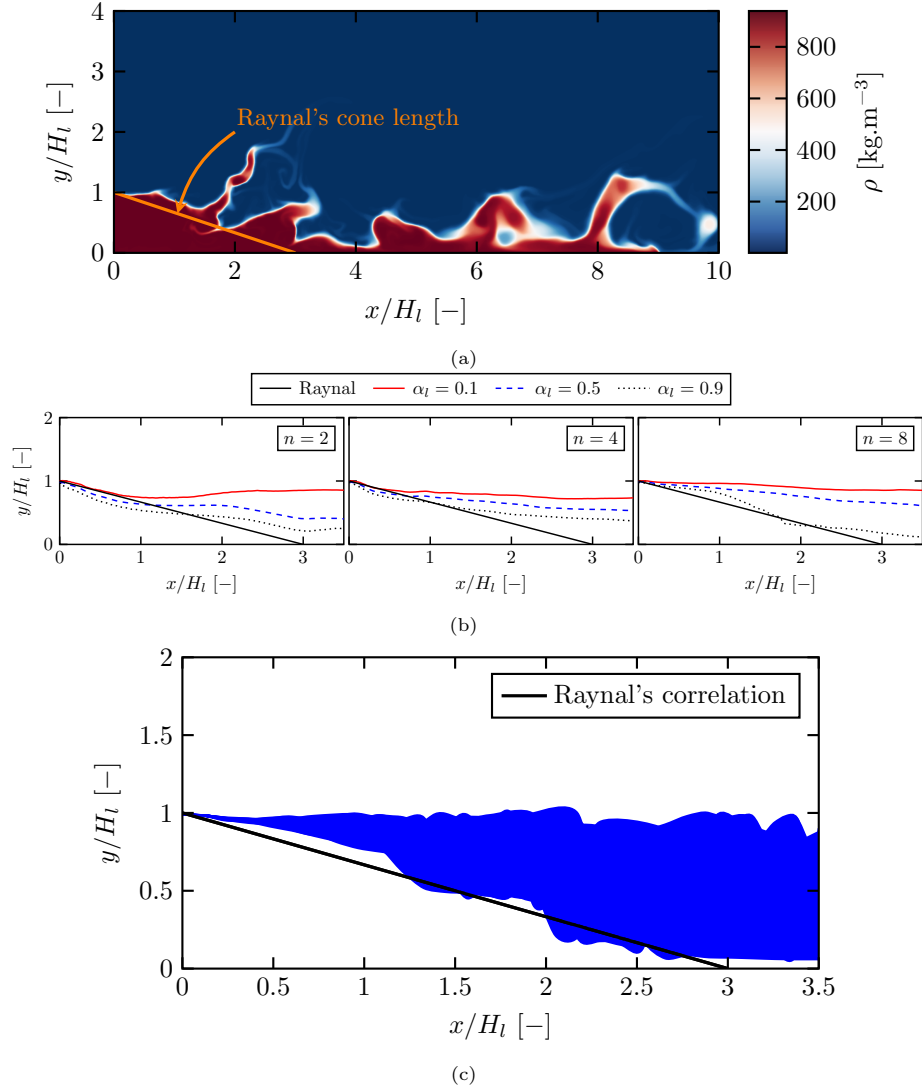 4
3
2
1
0
y/H_l [−]
Raynal's cone length
0 2 4 6 8 10
x/H_l [−]
800
600
400
200
ρ [kg.m⁻³]
(a)
Raynal α_l = 0.1 α_l = 0.5 α_l = 0.9
2
1
0
y/H_l [−]
n = 2
0 1 2 3
x/H_l [−]
n = 4
0 1 2 3
x/H_l [−]
n = 8
0 1 2 3
x/H_l [−]
(b)
2
1.5
1
0.5
0
y/H_l [−]
Raynal's correlation
0 0.5 1 1.5 2 2.5 3 3.5
x/H_l [−]
(c)